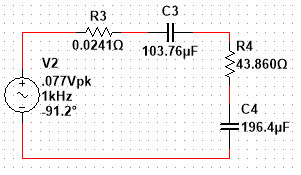 R3
0.0241Ω
C3
103.76µF
R4
43.860Ω
V2
.077Vpk
1kHz
-91.2°
C4
196.4µF